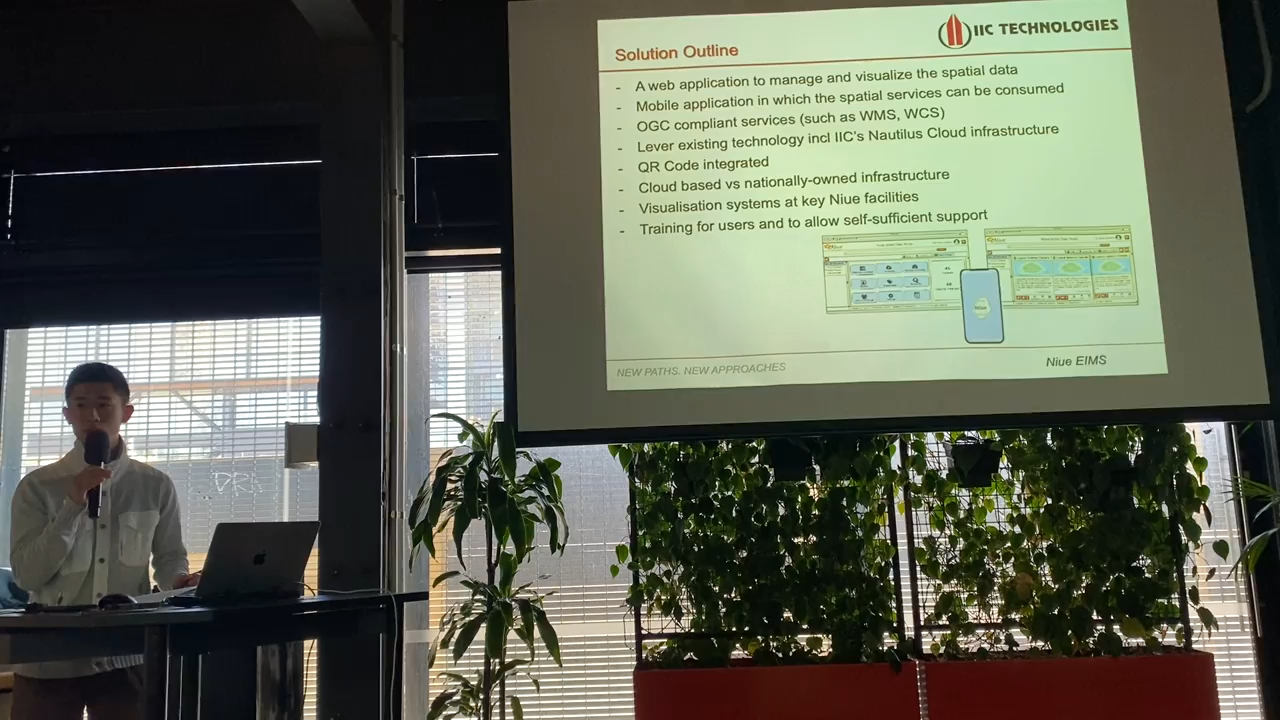 IIC TECHNOLOGIES
Solution Outline
- A web application to manage and visualize the spatial data
- Mobile application in which the spatial services can be consumed
- OGC compliant services (such as WMS, WCS)
- Lever existing technology incl IIC's Nautilus Cloud infrastructure
- QR Code integrated
- Cloud based vs nationally-owned infrastructure
- Visualisation systems at key Niue facilities
- Training for users and to allow self-sufficient support
NEW PATHS. NEW APPROACHES
Niue EIMS